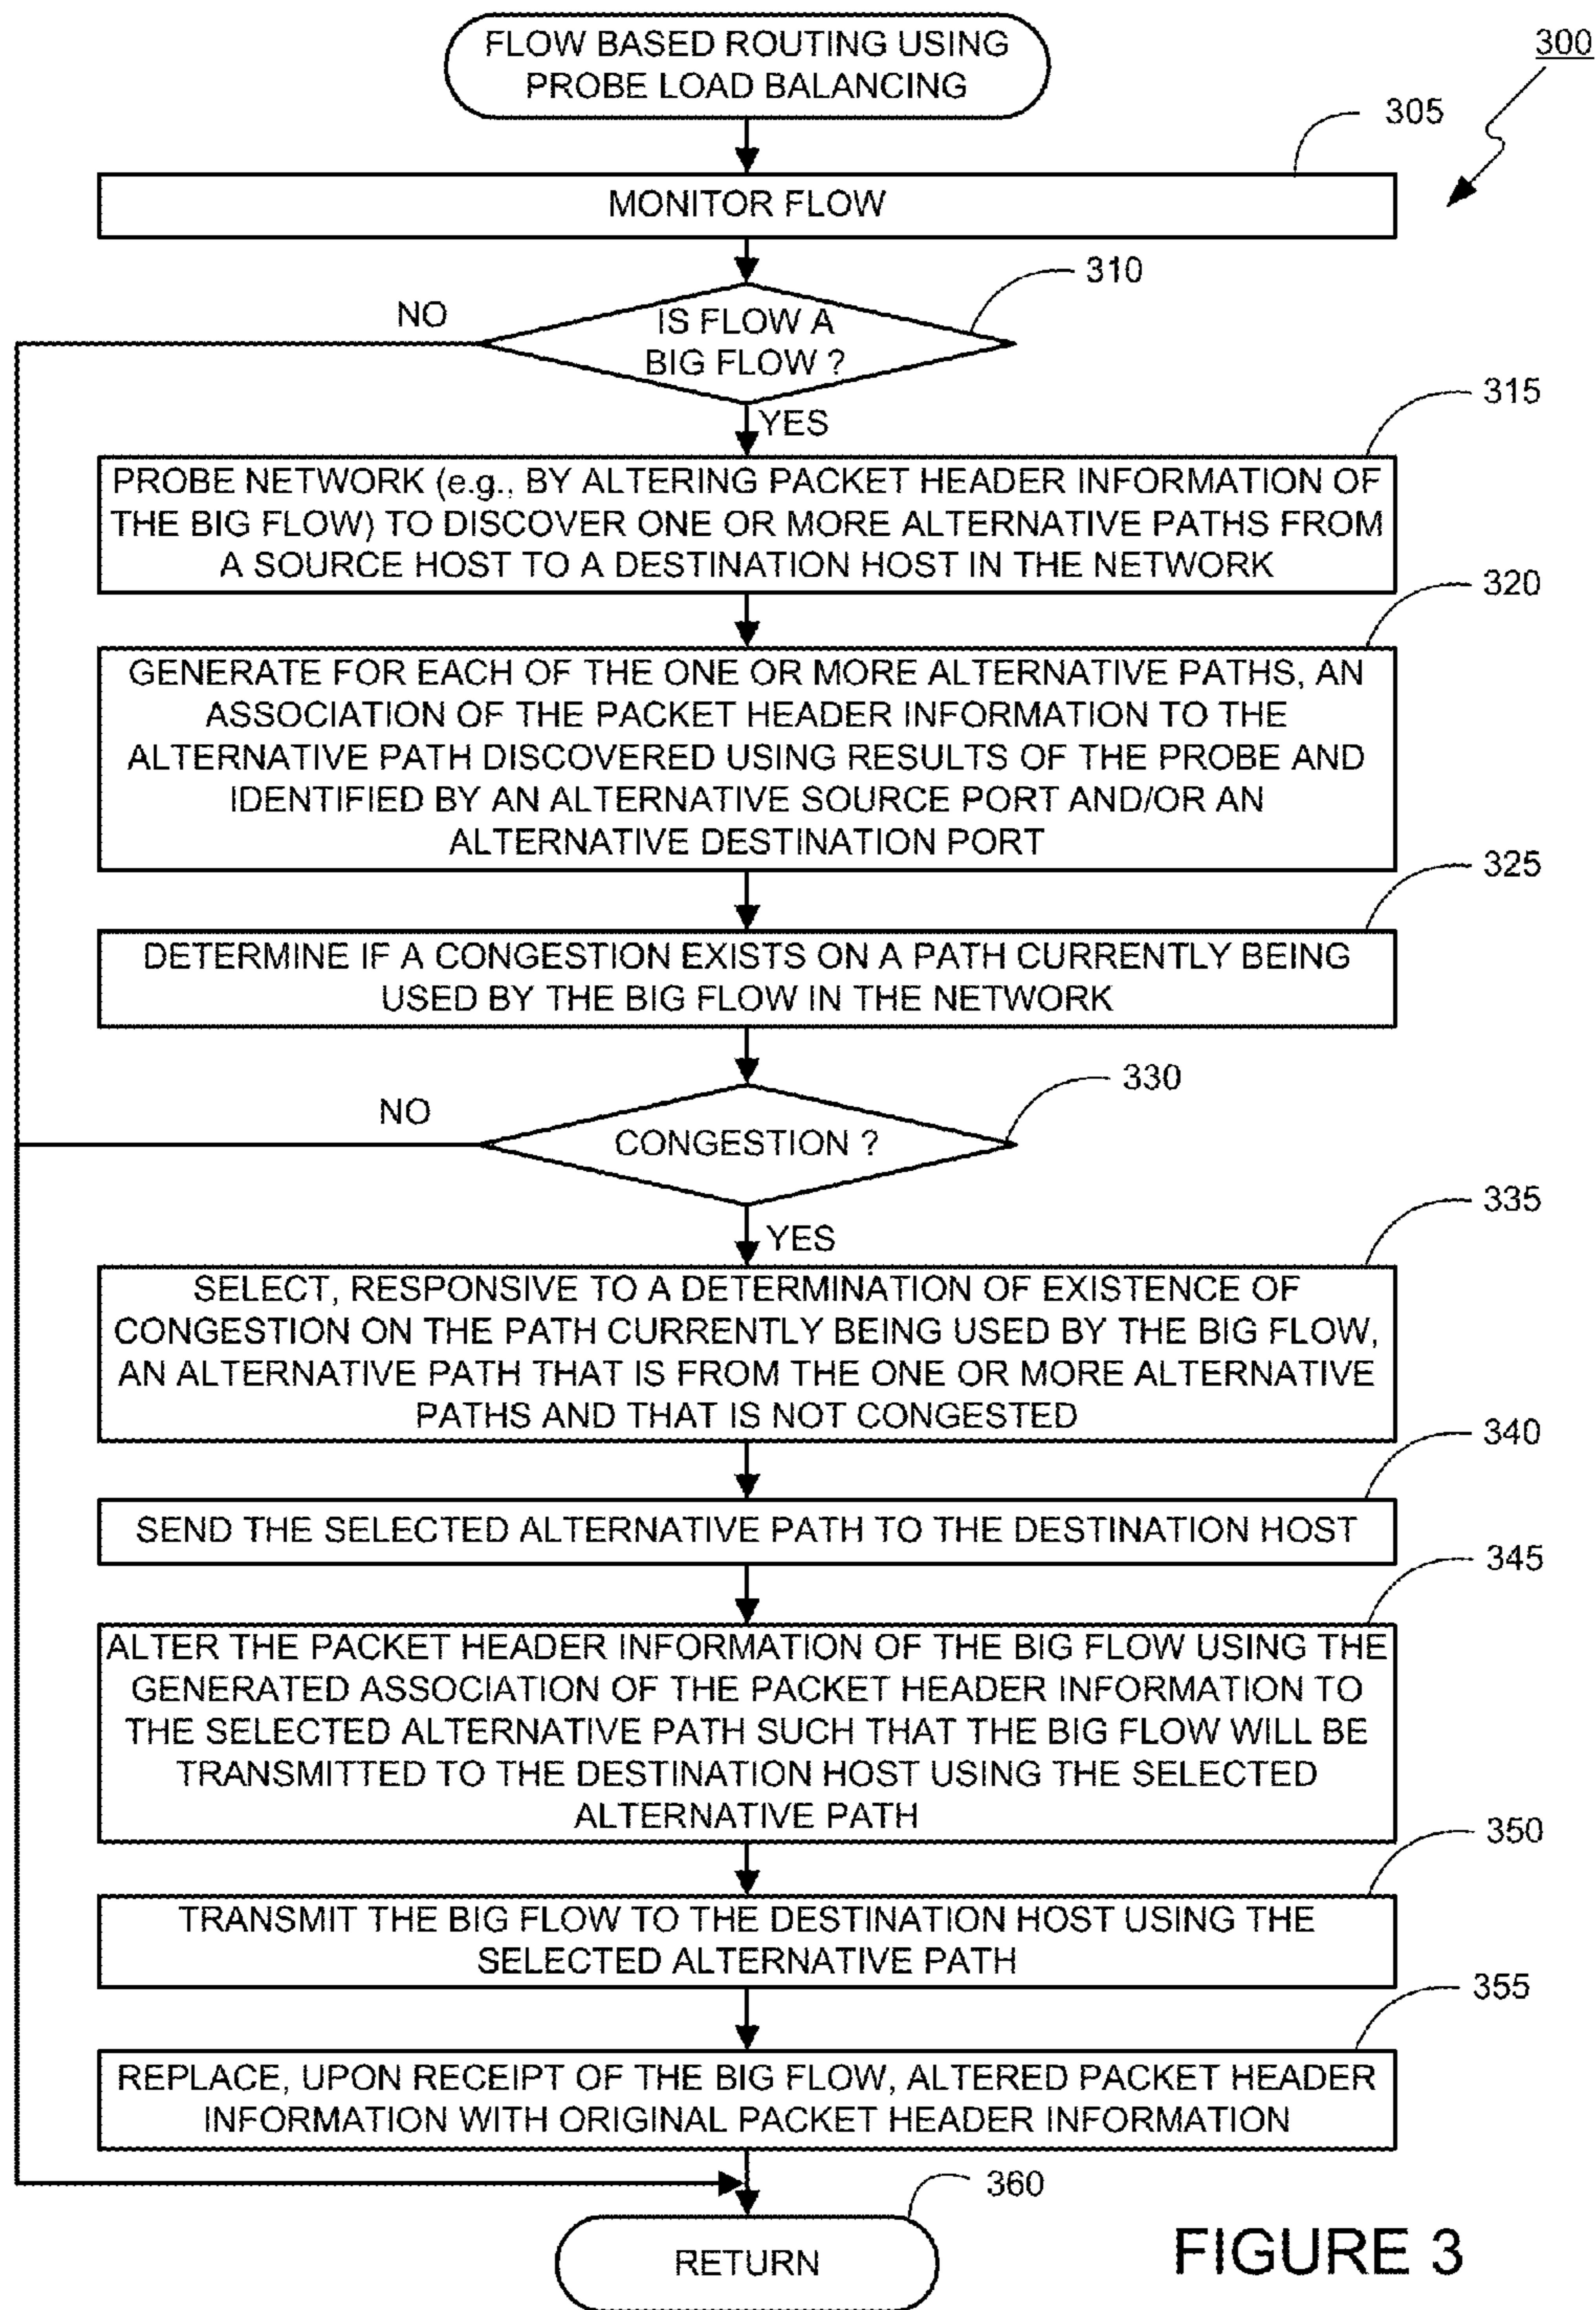 FLOW BASED ROUTING USING
PROBE LOAD BALANCING
300
305
MONITOR FLOW
310
NO
IS FLOW A
BIG FLOW ?
YES
315
PROBE NETWORK (e.g., BY ALTERING PACKET HEADER INFORMATION OF
THE BIG FLOW) TO DISCOVER ONE OR MORE ALTERNATIVE PATHS FROM
A SOURCE HOST TO A DESTINATION HOST IN THE NETWORK
320
GENERATE FOR EACH OF THE ONE OR MORE ALTERNATIVE PATHS, AN
ASSOCIATION OF THE PACKET HEADER INFORMATION TO THE
ALTERNATIVE PATH DISCOVERED USING RESULTS OF THE PROBE AND
IDENTIFIED BY AN ALTERNATIVE SOURCE PORT AND/OR AN
ALTERNATIVE DESTINATION PORT
325
DETERMINE IF A CONGESTION EXISTS ON A PATH CURRENTLY BEING
USED BY THE BIG FLOW IN THE NETWORK
330
NO
CONGESTION ?
YES
335
SELECT, RESPONSIVE TO A DETERMINATION OF EXISTENCE OF
CONGESTION ON THE PATH CURRENTLY BEING USED BY THE BIG FLOW,
AN ALTERNATIVE PATH THAT IS FROM THE ONE OR MORE ALTERNATIVE
PATHS AND THAT IS NOT CONGESTED
340
SEND THE SELECTED ALTERNATIVE PATH TO THE DESTINATION HOST
345
ALTER THE PACKET HEADER INFORMATION OF THE BIG FLOW USING THE
GENERATED ASSOCIATION OF THE PACKET HEADER INFORMATION TO
THE SELECTED ALTERNATIVE PATH SUCH THAT THE BIG FLOW WILL BE
TRANSMITTED TO THE DESTINATION HOST USING THE SELECTED
ALTERNATIVE PATH
350
TRANSMIT THE BIG FLOW TO THE DESTINATION HOST USING THE
SELECTED ALTERNATIVE PATH
355
REPLACE, UPON RECEIPT OF THE BIG FLOW, ALTERED PACKET HEADER
INFORMATION WITH ORIGINAL PACKET HEADER INFORMATION
360
RETURN
FIGURE 3